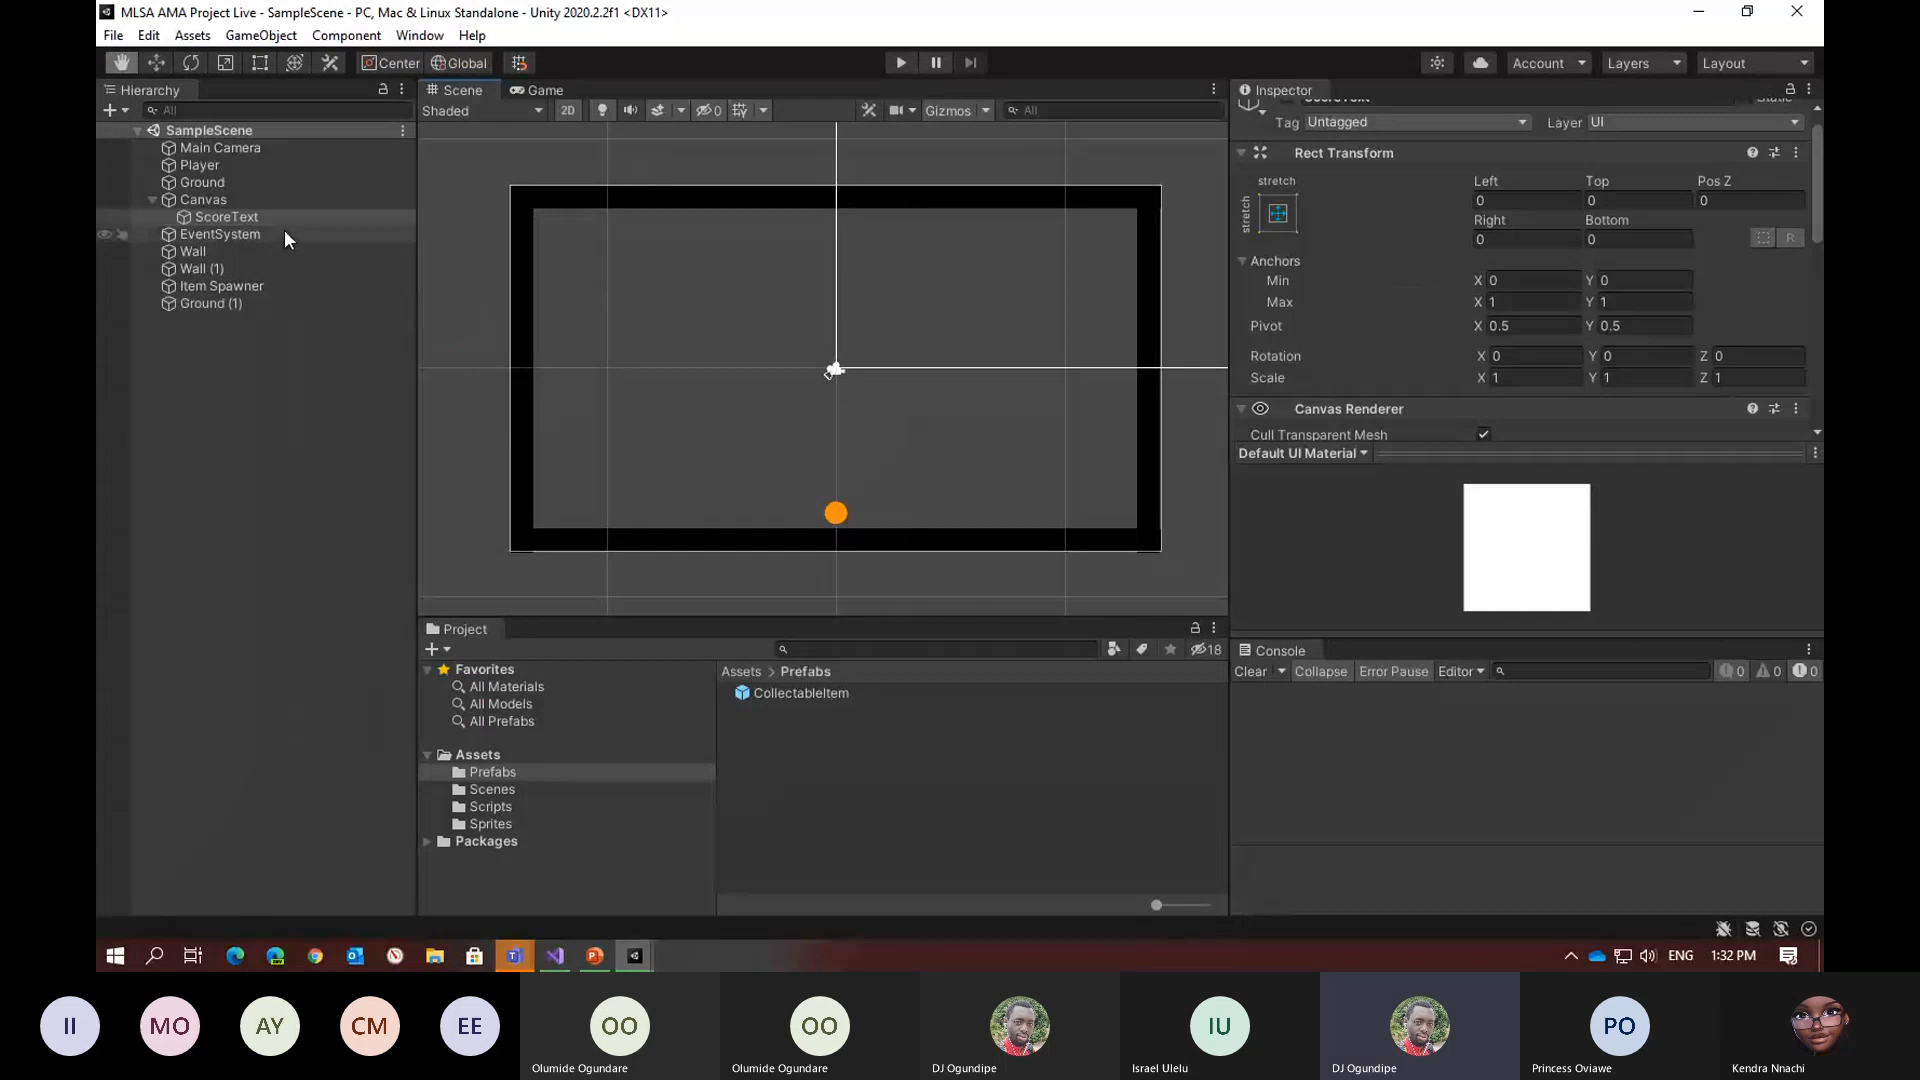 MLSA AMA Project Live - SampleScene - PC, Mac & Linux Standalone - Unity 2020.2.2f1 <DX11>
File Edit Assets GameObject Component Window Help
Center Global Account Layers Layout
Hierarchy
All
SampleScene
Main Camera
Player
Ground
Canvas
ScoreText
EventSystem
Wall
Wall (1)
Item Spawner
Ground (1)
Scene Game
Shaded 2D 0 Gizmos All
Inspector
Tag Untagged Layer UI
Rect Transform
stretch
stretch
Left Top Pos Z
0 0 0
Right Bottom
0 0 R
Anchors
Min X 0 Y 0
Max X 1 Y 1
Pivot X 0.5 Y 0.5
Rotation X 0 Y 0 Z 0
Scale X 1 Y 1 Z 1
Canvas Renderer
Cull Transparent Mesh
Default UI Material
Project
18
Favorites
All Materials
All Models
All Prefabs
Assets
Prefabs
Scenes
Scripts
Sprites
Packages
Assets > Prefabs
CollectableItem
Console
Clear Collapse Error Pause Editor 0 0 0
ENG 1:32 PM
II MO AY CM EE OO OO IU PO
Olumide Ogundare Olumide Ogundare DJ Ogundipe Israel Ulelu DJ Ogundipe Princess Oviawe Kendra Nnachi